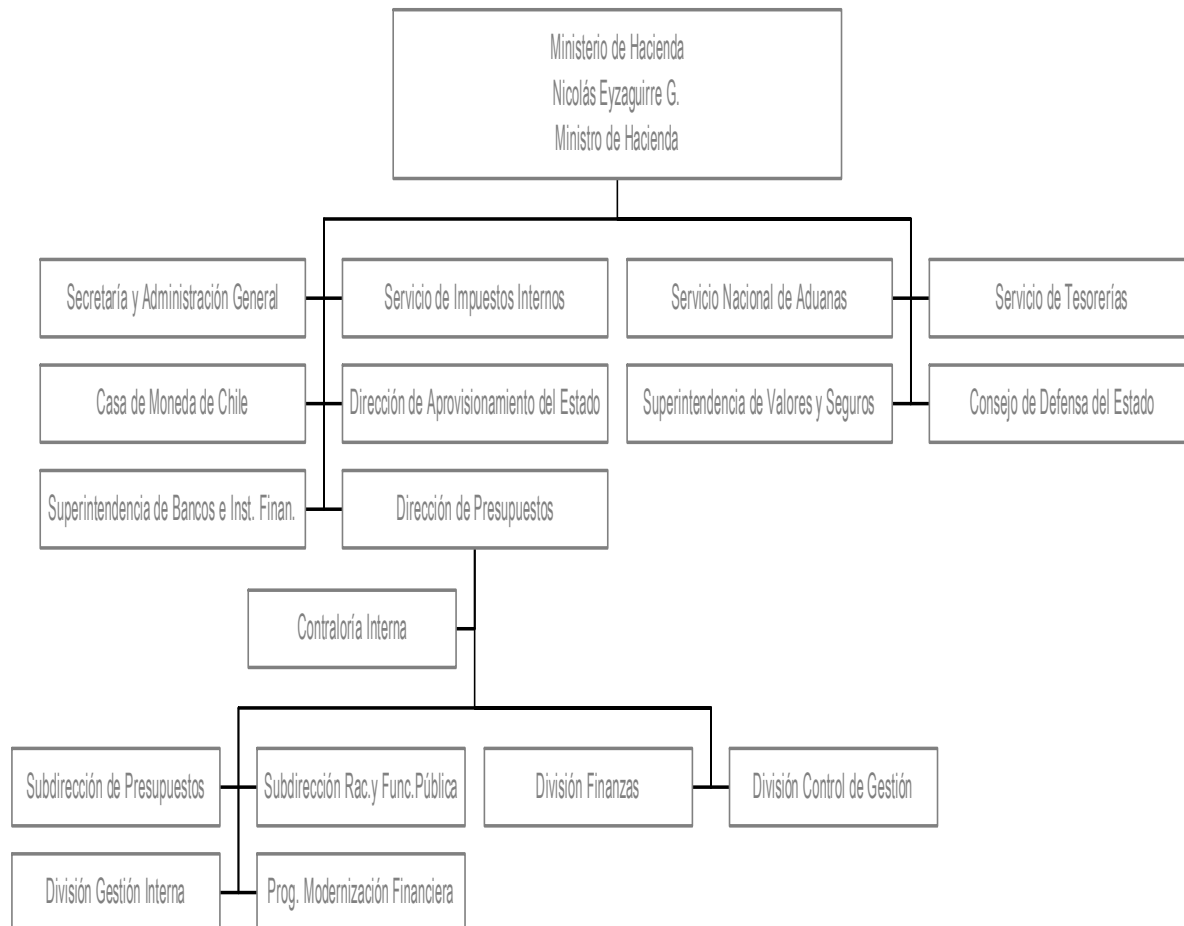 Ministerio de Hacienda
Nicolás Eyzaguirre G.
Ministro de Hacienda
Secretaría y Administración General
Servicio de Impuestos Internos
Servicio Nacional de Aduanas
Servicio de Tesorerías
Casa de Moneda de Chile
Dirección de Aprovisionamiento del Estado
Superintendencia de Valores y Seguros
Consejo de Defensa del Estado
Superintendencia de Bancos e Inst. Finan.
Dirección de Presupuestos
Contraloría Interna
Subdirección de Presupuestos
Subdirección Rac.y Func.Pública
División Finanzas
División Control de Gestión
División Gestión Interna
Prog. Modernización Financiera